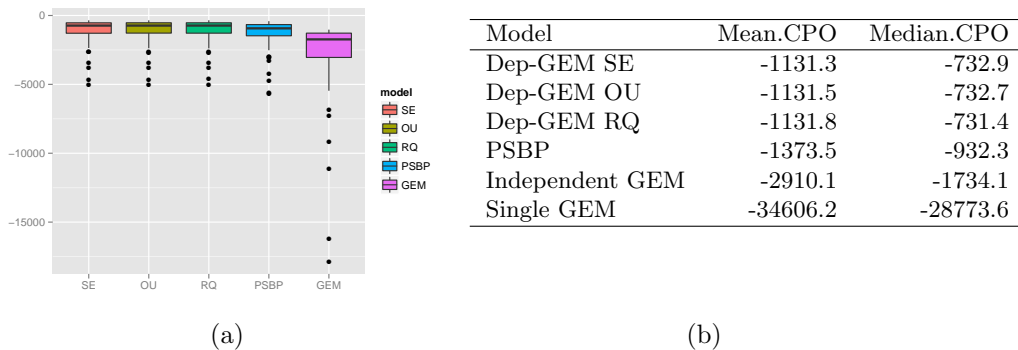 0
−5000
−10000
−15000
SE
OU
RQ
PSBP
GEM
model
SE
OU
RQ
PSBP
GEM
(a)
Model Mean.CPO Median.CPO
Dep-GEM SE -1131.3 -732.9
Dep-GEM OU -1131.5 -732.7
Dep-GEM RQ -1131.8 -731.4
PSBP -1373.5 -932.3
Independent GEM -2910.1 -1734.1
Single GEM -34606.2 -28773.6
(b)